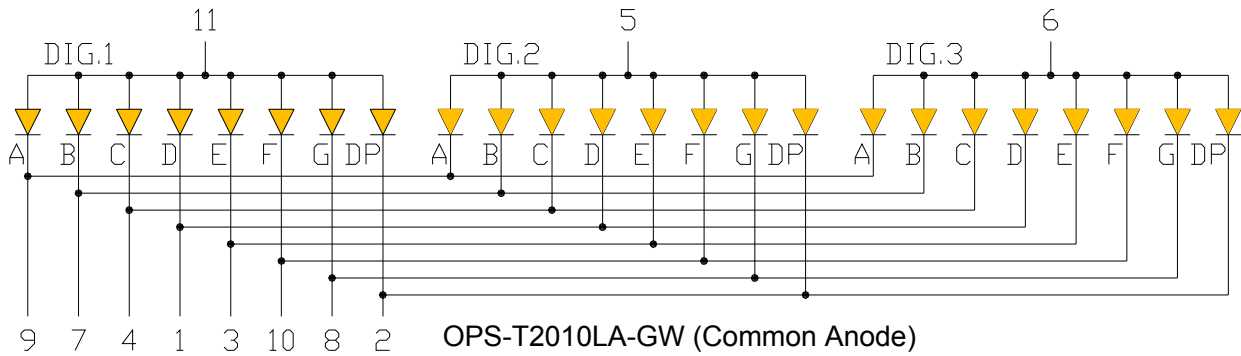 11 5 6
DIG.1 DIG.2 DIG.3
A B C D E F G DP A B C D E F G DP A B C D E F G DP
9 7 4 1 3 10 8 2 OPS-T2010LA-GW (Common Anode)